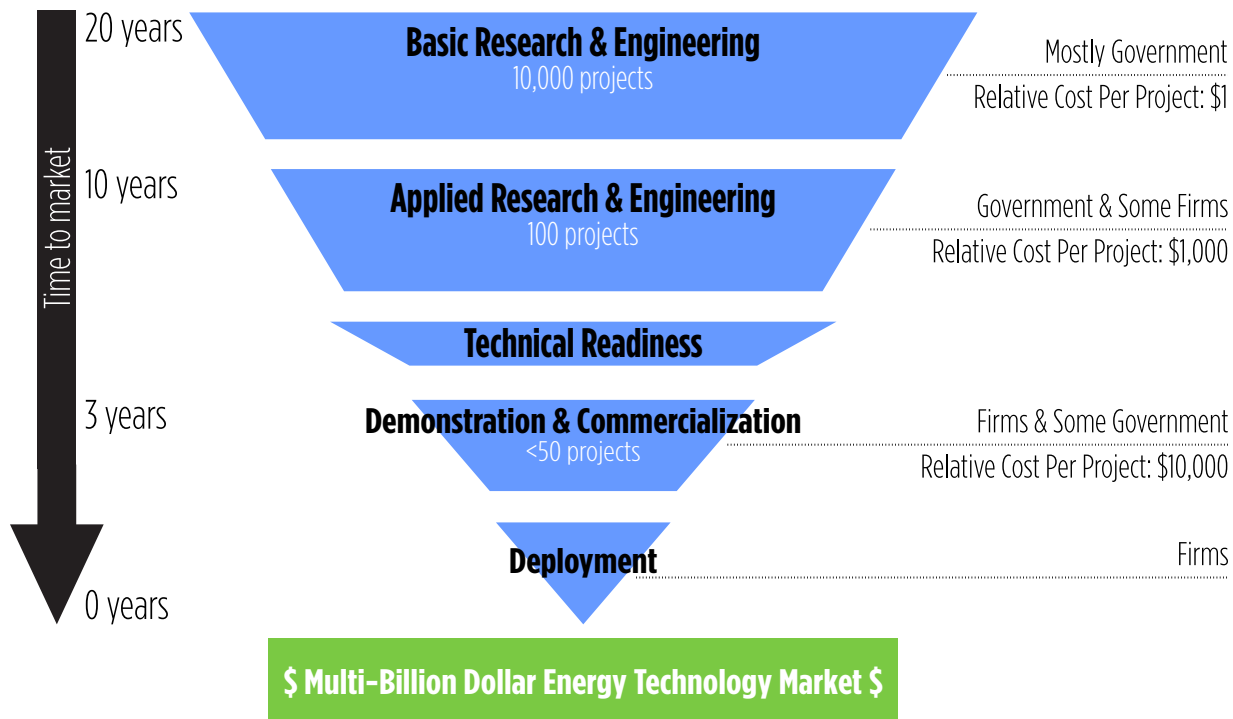 20 years
Basic Research & Engineering
10,000 projects
Mostly Government
Relative Cost Per Project: $1
Time to market
10 years
Applied Research & Engineering
100 projects
Government & Some Firms
Relative Cost Per Project: $1,000
Technical Readiness
3 years
Demonstration & Commercialization
<50 projects
Firms & Some Government
Relative Cost Per Project: $10,000
Deployment
Firms
0 years
$ Multi-Billion Dollar Energy Technology Market $